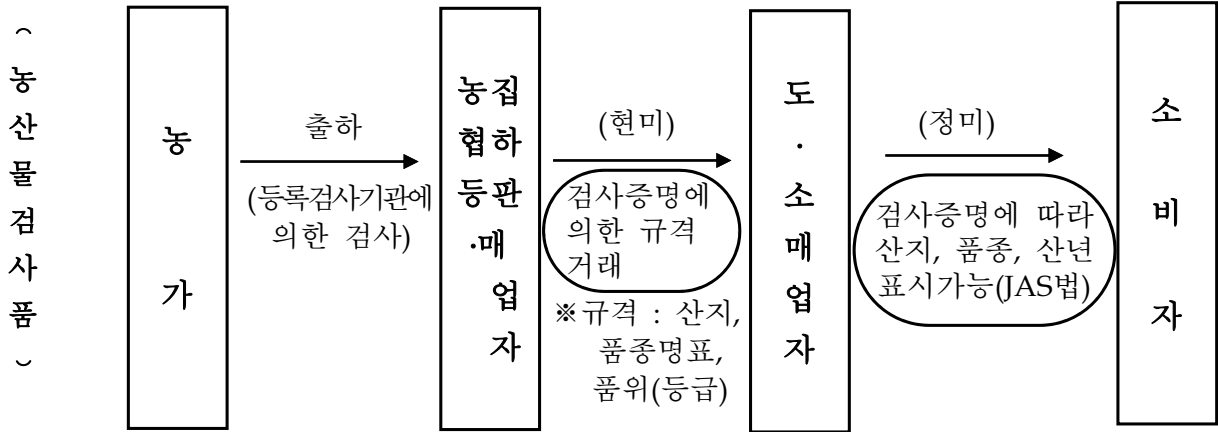 (농산물검사품)
농가
출하
(등록검사기관에
의한 검사)
농집
협하
등판
·매
업
자
(현미)
검사증명에
의한 규격
거래
※규격 : 산지,
품종명표,
품위(등급)
도·소매업자
(정미)
검사증명에 따라
산지, 품종, 산년
표시가능(JAS법)
소비자